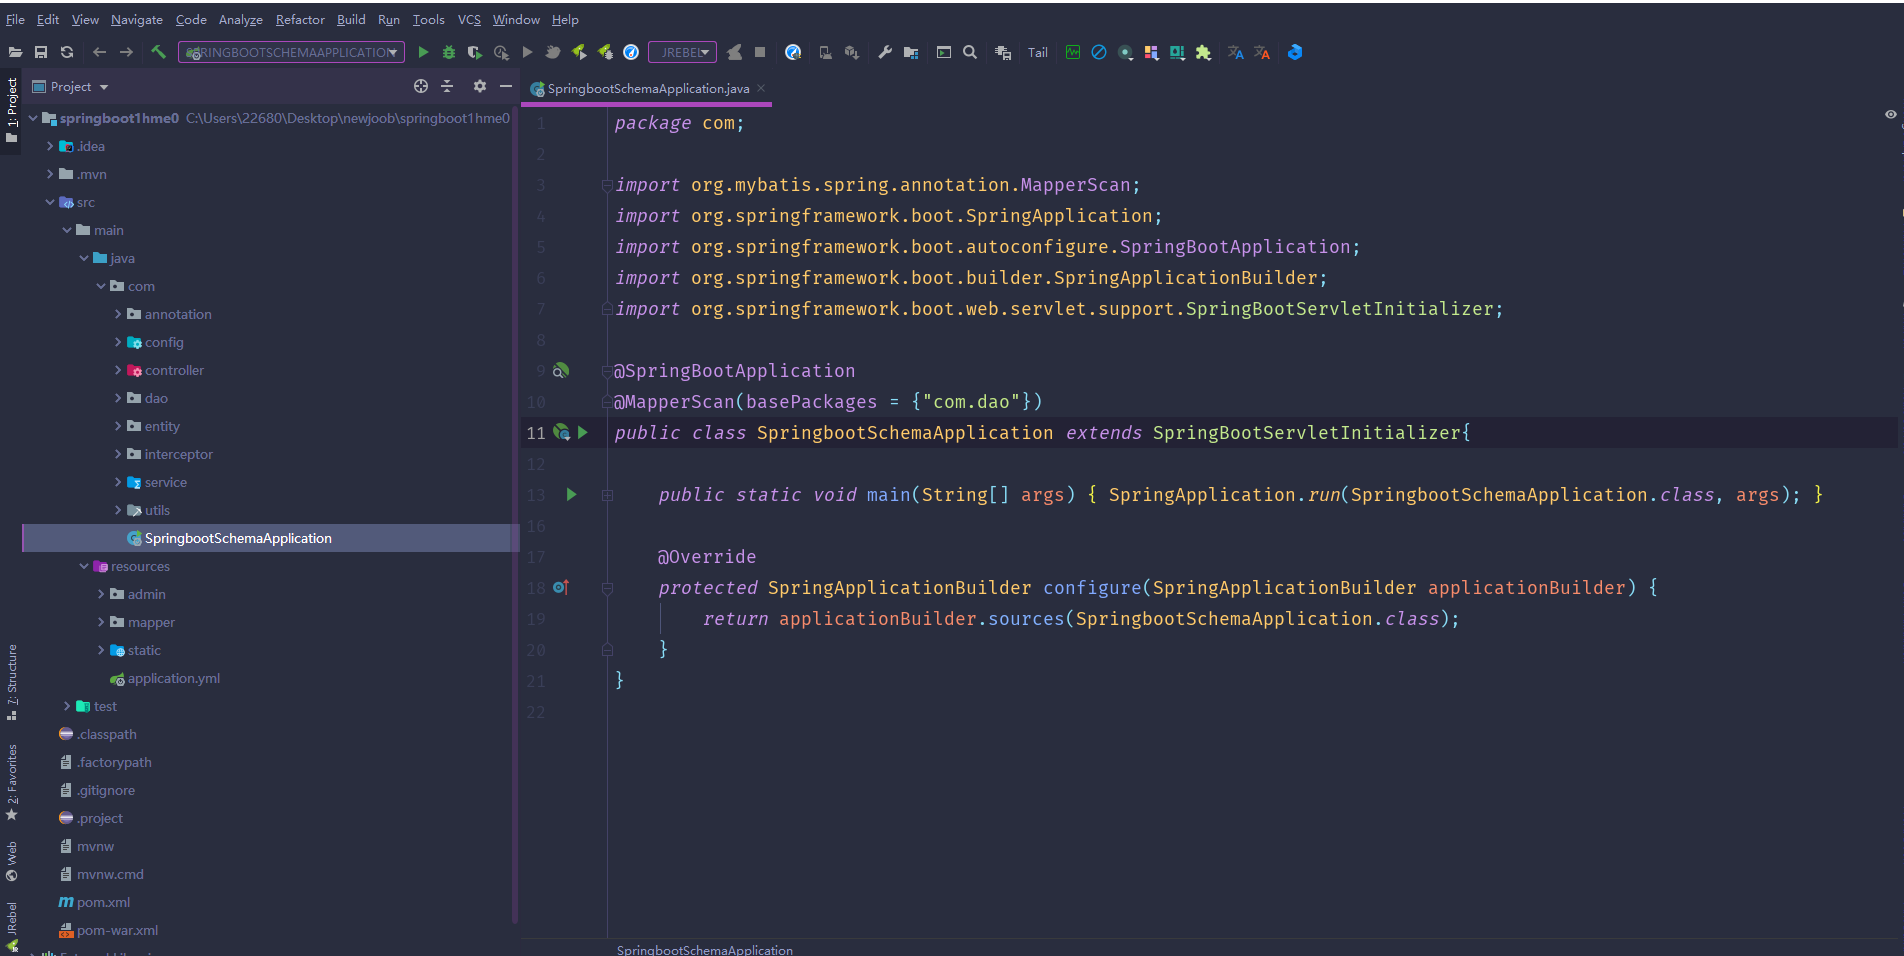 File Edit View Navigate Code Analyze Refactor Build Run Tools VCS Window Help
SPRINGBOOTSCHEMAAPPLICATION JREBEL Tail
1: Project
Project
SpringbootSchemaApplication.java
springboot1hme0 C:\Users\22680\Desktop\newjoob\springboot1hme0
.idea
.mvn
src
main
java
com
annotation
config
controller
dao
entity
interceptor
service
utils
SpringbootSchemaApplication
resources
admin
mapper
static
application.yml
test
.classpath
.factorypath
.gitignore
.project
mvnw
mvnw.cmd
pom.xml
pom-war.xml
7: Structure
2: Favorites
Web
JRebel
1 package com;
2
3 import org.mybatis.spring.annotation.MapperScan;
4 import org.springframework.boot.SpringApplication;
5 import org.springframework.boot.autoconfigure.SpringBootApplication;
6 import org.springframework.boot.builder.SpringApplicationBuilder;
7 import org.springframework.boot.web.servlet.support.SpringBootServletInitializer;
8
9 @SpringBootApplication
10 @MapperScan(basePackages = {"com.dao"})
11 public class SpringbootSchemaApplication extends SpringBootServletInitializer{
12
13 public static void main(String[] args) { SpringApplication.run(SpringbootSchemaApplication.class, args); }
16
17 @Override
18 protected SpringApplicationBuilder configure(SpringApplicationBuilder applicationBuilder) {
19 return applicationBuilder.sources(SpringbootSchemaApplication.class);
20 }
21 }
22
SpringbootSchemaApplication